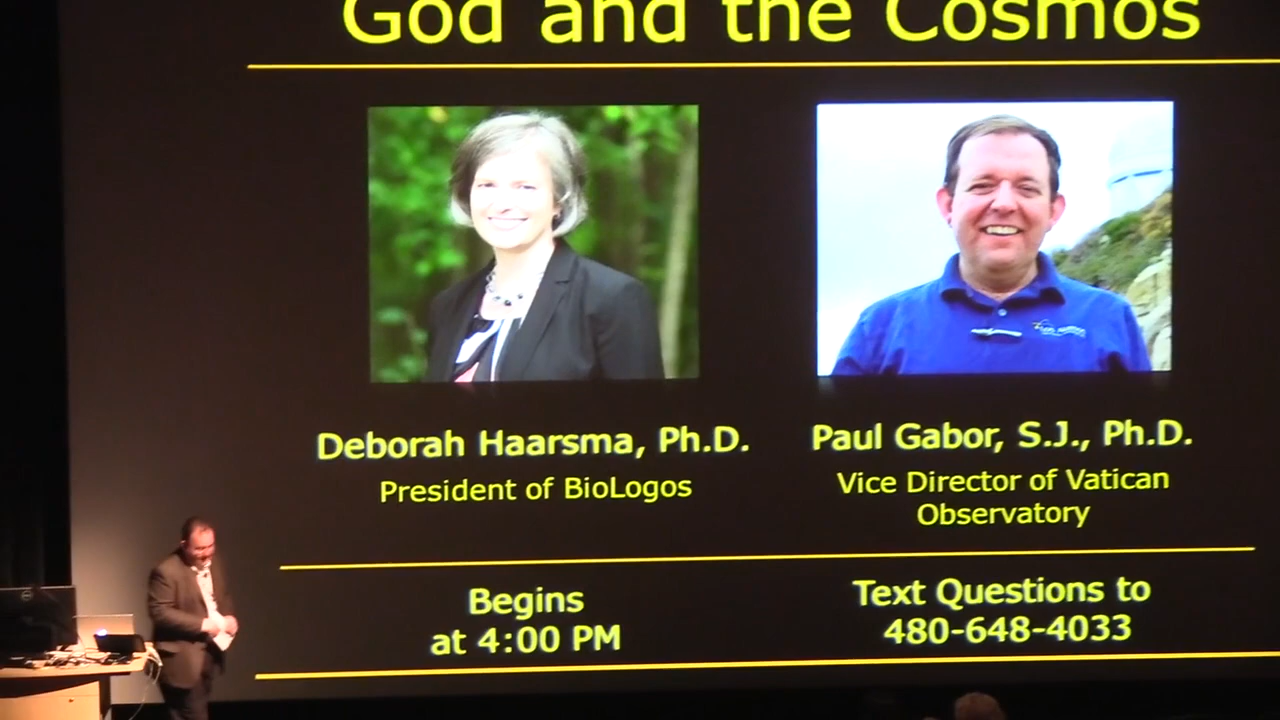 God and the Cosmos
Deborah Haarsma, Ph.D.
President of BioLogos
Paul Gabor, S.J., Ph.D.
Vice Director of Vatican
Observatory
Begins
at 4:00 PM
Text Questions to
480-648-4033